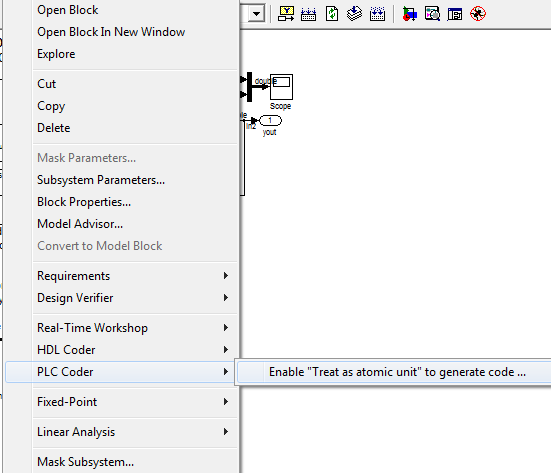 Open Block
Open Block In New Window
Explore
Cut
Copy
Delete
Mask Parameters...
Subsystem Parameters...
Block Properties...
Model Advisor...
Convert to Model Block
Requirements
Design Verifier
Real-Time Workshop
HDL Coder
PLC Coder
Enable "Treat as atomic unit" to generate code ...
Fixed-Point
Linear Analysis
Mask Subsystem...
double
Scope
1
In2
yout